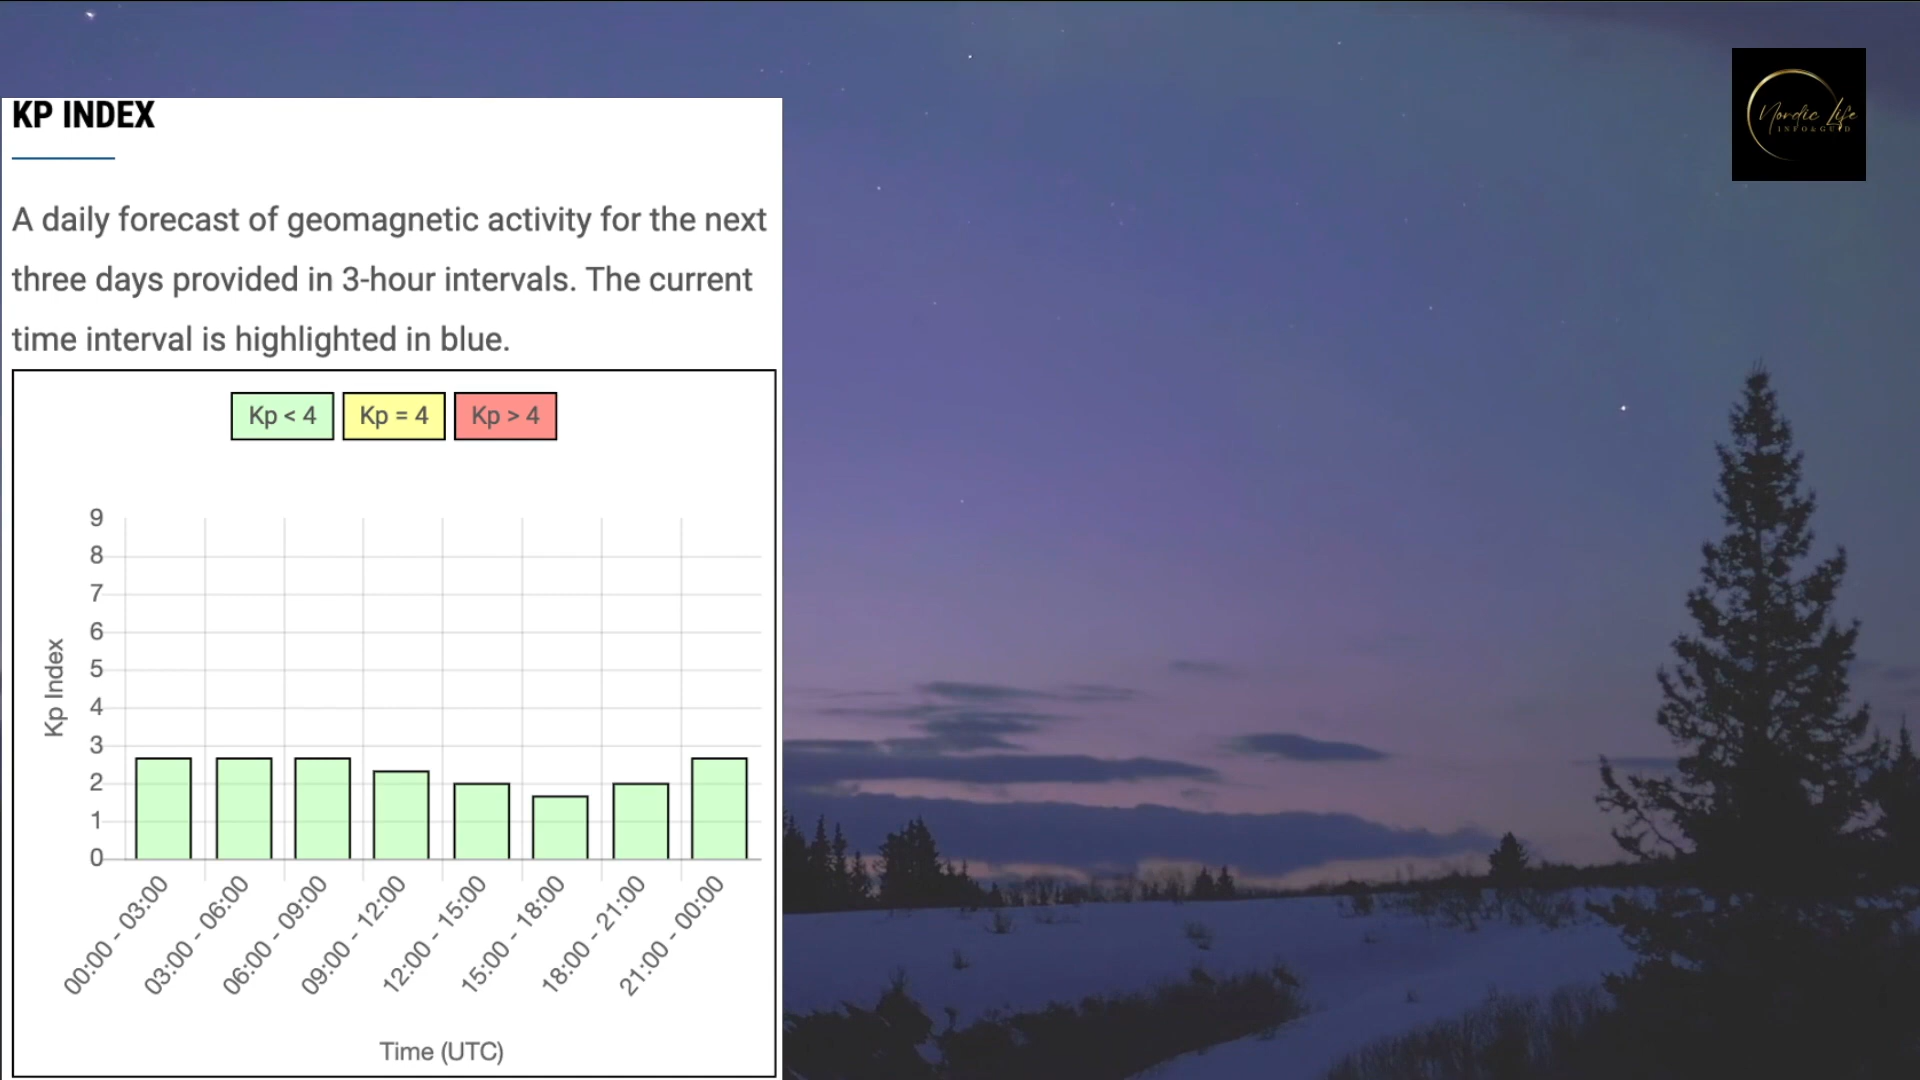 KP INDEX
Nordic Life
INFO&GUID
A daily forecast of geomagnetic activity for the next
three days provided in 3-hour intervals. The current
time interval is highlighted in blue.
Kp < 4 Kp = 4 Kp > 4
9
8
7
6
5
4
3
2
1
0
Kp Index
00:00 - 03:00
03:00 - 06:00
06:00 - 09:00
09:00 - 12:00
12:00 - 15:00
15:00 - 18:00
18:00 - 21:00
21:00 - 00:00
Time (UTC)